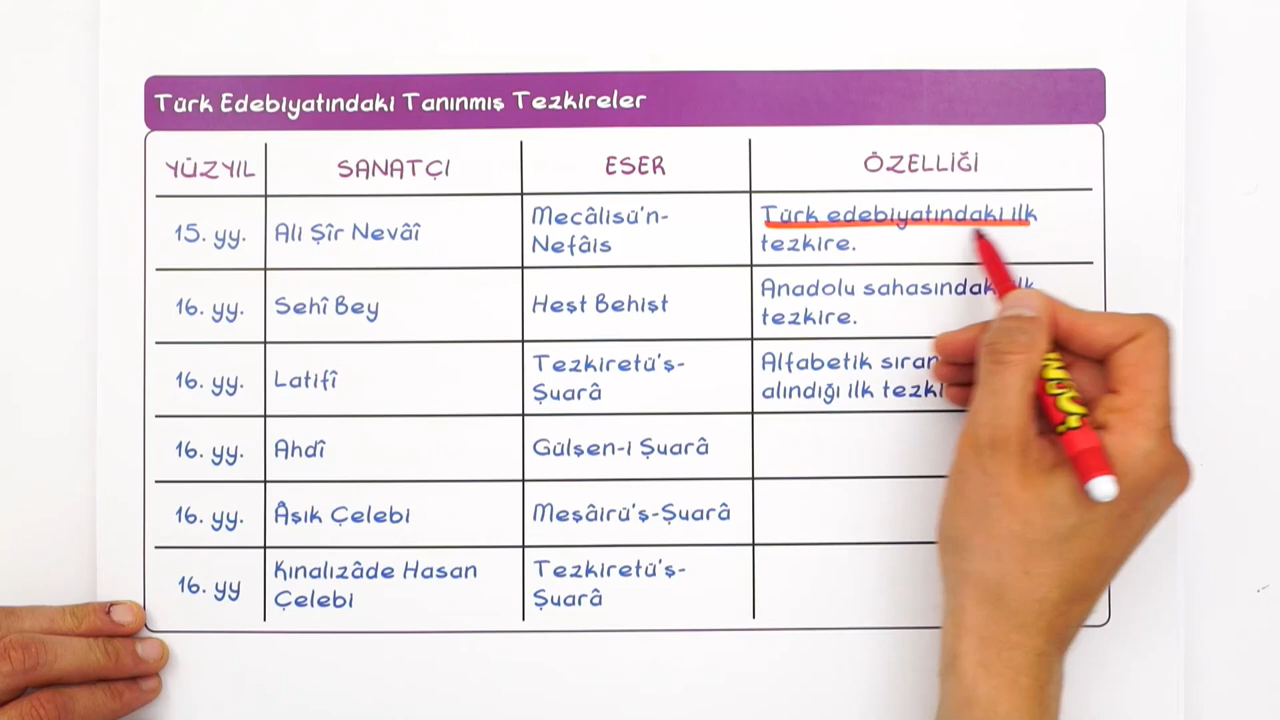 Türk Edebiyatındaki Tanınmış Tezkireler
YÜZYIL SANATÇI ESER ÖZELLİĞİ
15. yy. Ali Şîr Nevâî Mecâlisü'n-
Nefâis
Türk edebiyatındaki ilk
tezkire.
16. yy. Sehî Bey Heşt Behişt
Anadolu sahasındaki ilk
tezkire.
16. yy. Latifî Tezkiretü'ş-
Şuarâ
Alfabetik
alındığı ilk
16. yy. Ahdî Gülşen-i Şuarâ
16. yy. Âşık Çelebi Meşâirü'ş-Şuarâ
16. yy Kınalızâde Hasan
Çelebi
Tezkiretü'ş-
Şuarâ